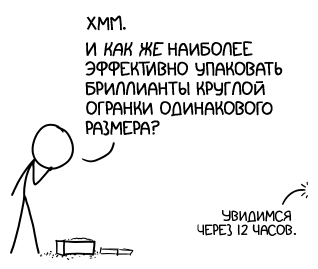 ХММ.
И КАК ЖЕ НАИБОЛЕЕ
ЭФФЕКТИВНО УПАКОВАТЬ
БРИЛЛИАНТЫ КРУГЛОЙ
ОГРАНКИ ОДИНАКОВОГО
РАЗМЕРА?
УВИДИМСЯ
ЧЕРЕЗ 12 ЧАСОВ.